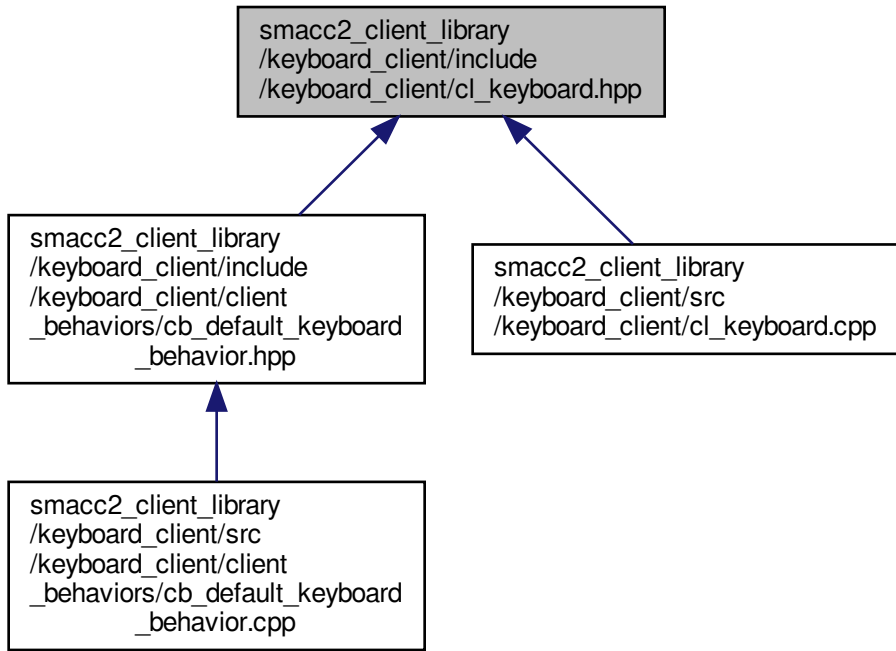 smacc2_client_library
/keyboard_client/include
/keyboard_client/cl_keyboard.hpp
smacc2_client_library
/keyboard_client/include
/keyboard_client/client
_behaviors/cb_default_keyboard
_behavior.hpp
smacc2_client_library
/keyboard_client/src
/keyboard_client/cl_keyboard.cpp
smacc2_client_library
/keyboard_client/src
/keyboard_client/client
_behaviors/cb_default_keyboard
_behavior.cpp